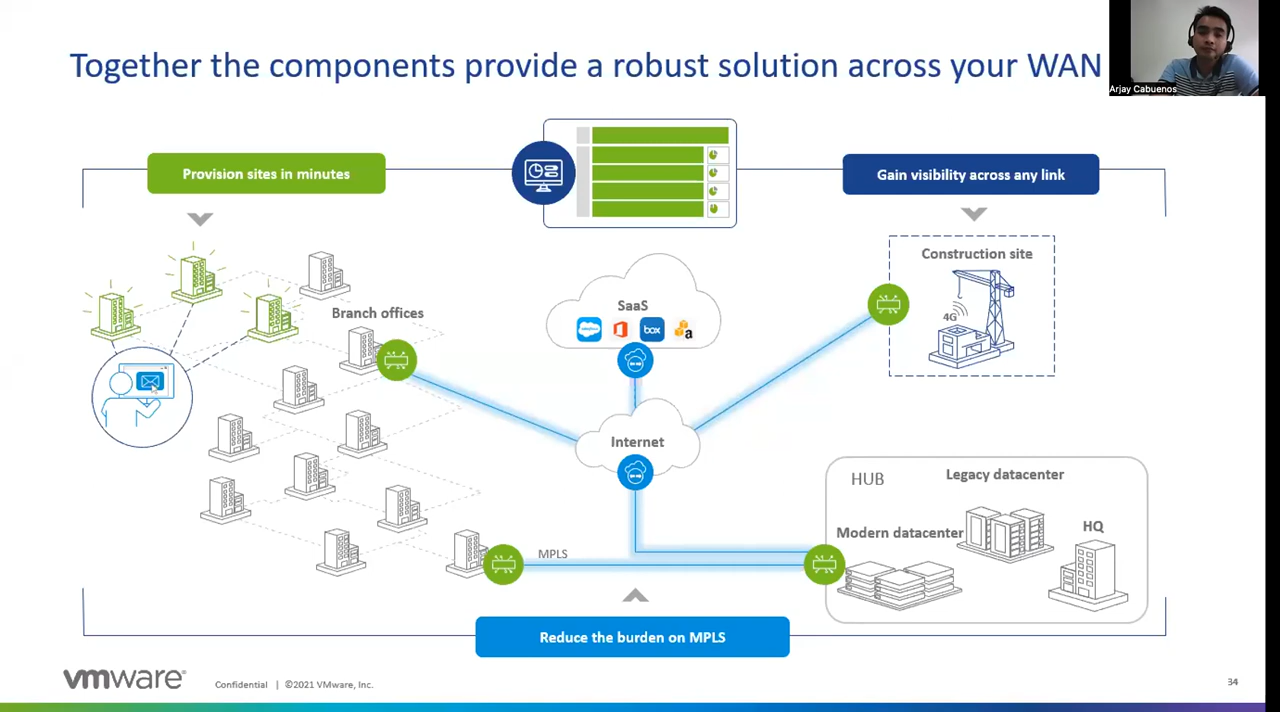 Together the components provide a robust solution across your WAN
Arjay Cabuenos
Provision sites in minutes
Gain visibility across any link
Construction site
4G
Branch offices
SaaS
box
a
Internet
HUB
Legacy datacenter
Modern datacenter
HQ
MPLS
Reduce the burden on MPLS
vmware
Confidential | ©2021 VMware, Inc.
34